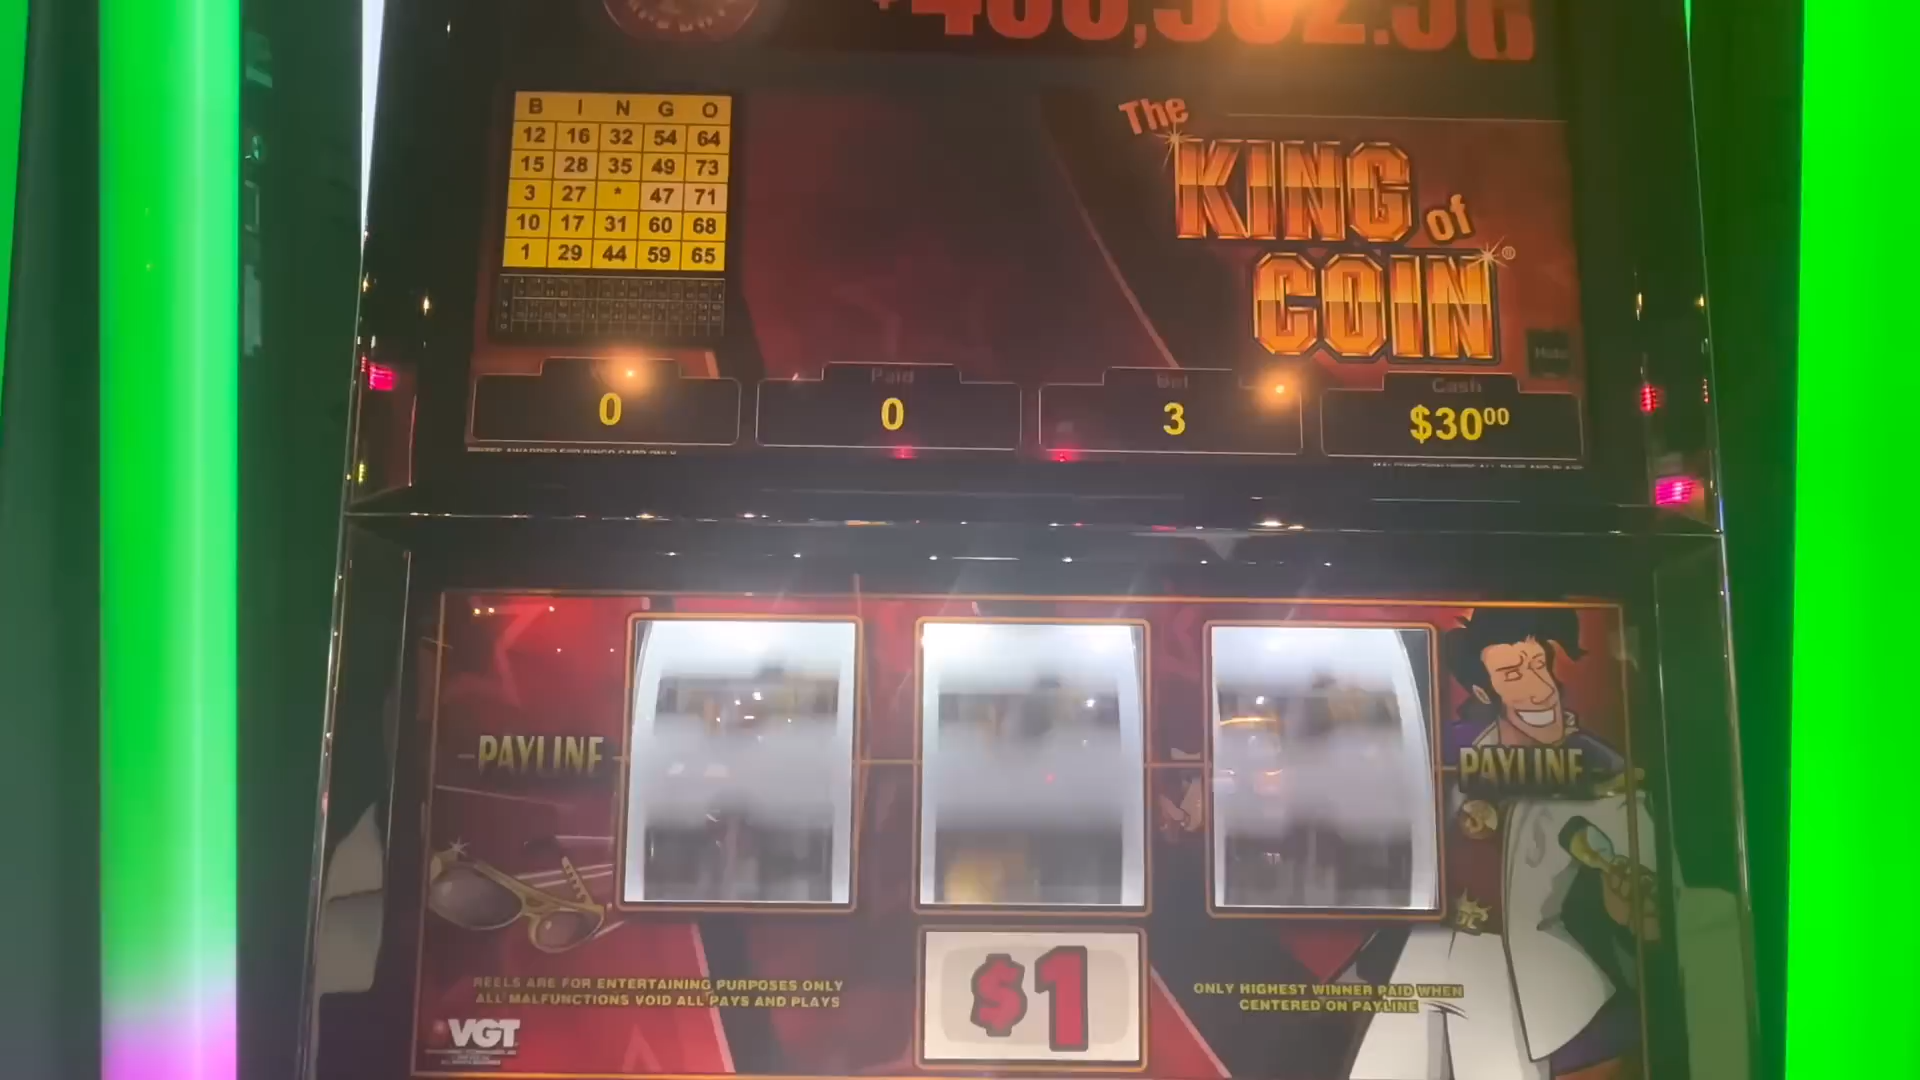 B I N G O
12 16 32 54 64
15 28 35 49 73
3 27 * 47 71
10 17 31 60 68
1 29 44 59 65
The
KING of
COIN®
Paid
Bet
Cash
0
0
3
$30⁰⁰
PAYLINE
PAYLINE
REELS ARE FOR ENTERTAINING PURPOSES ONLY
ALL MALFUNCTIONS VOID ALL PAYS AND PLAYS
$1
ONLY HIGHEST WINNER PAID WHEN
CENTERED ON PAYLINE
VGT